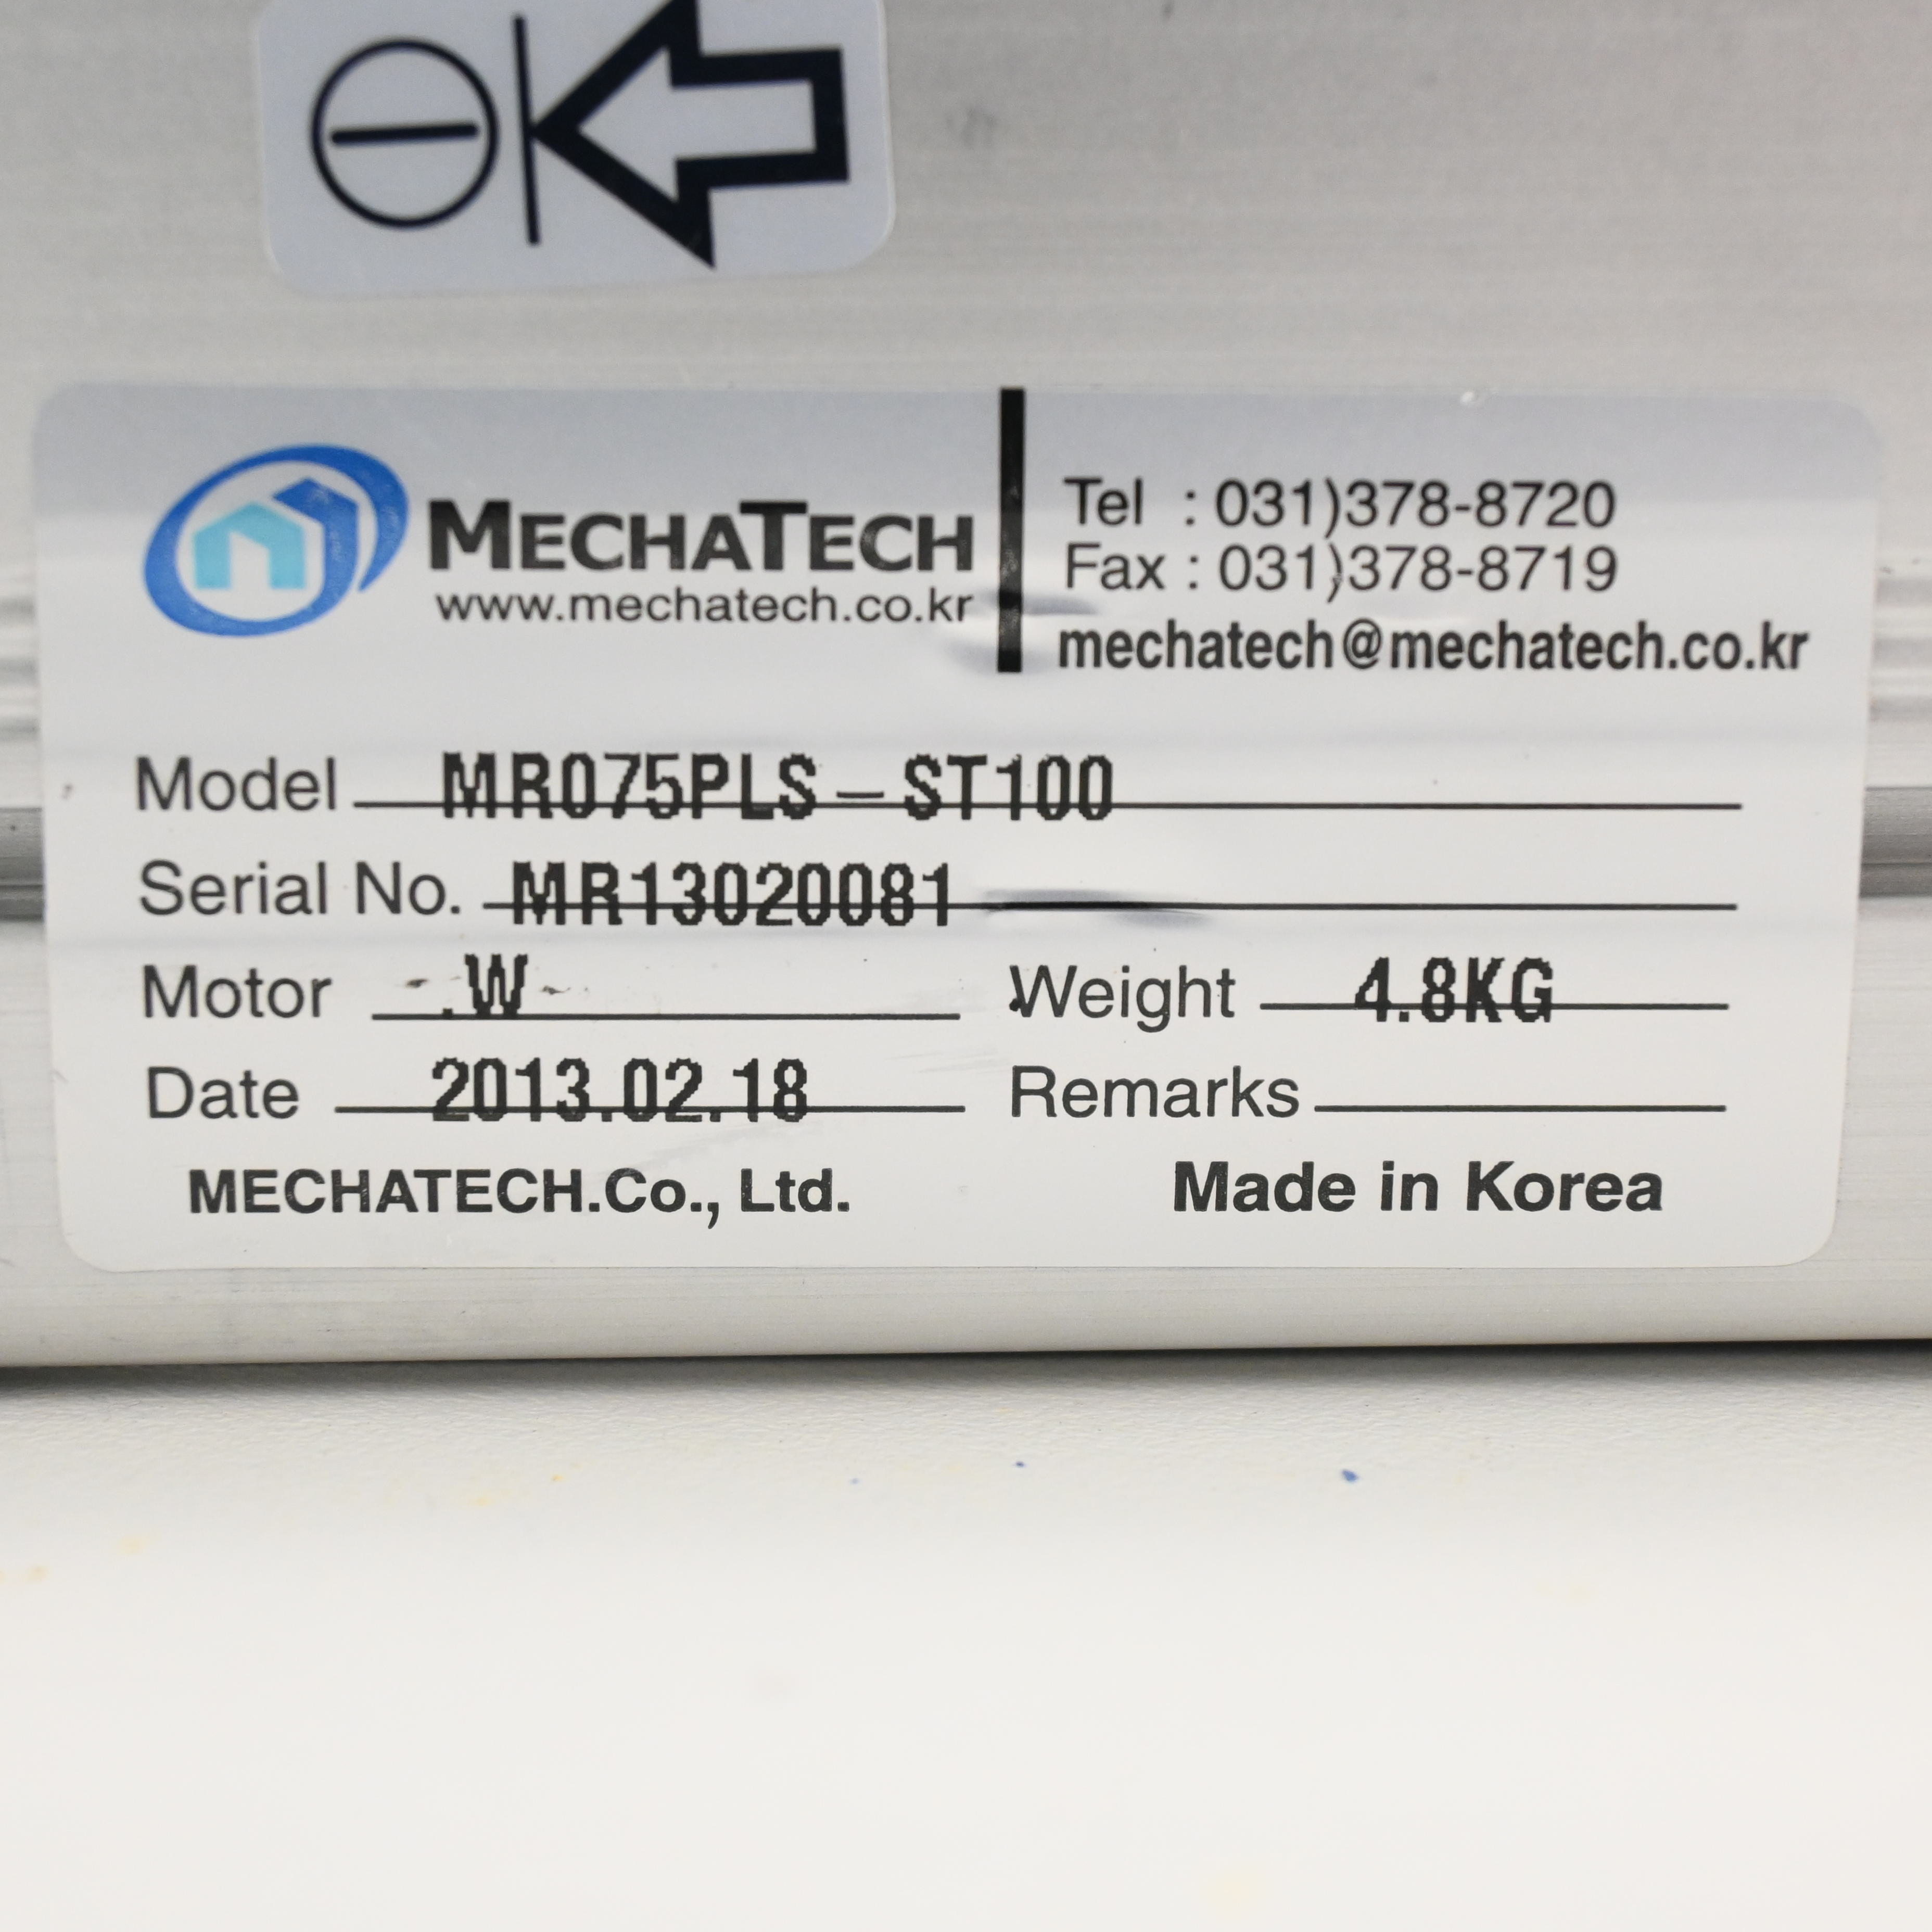 MECHATECH
www.mechatech.co.kr
Tel : 031)378-8720
Fax : 031)378-8719
mechatech@mechatech.co.kr
Model MR075PLS-ST100
Serial No. MR13020081
Motor .W Weight 4.8KG
Date 2013.02.18 Remarks
MECHATECH.Co., Ltd. Made in Korea